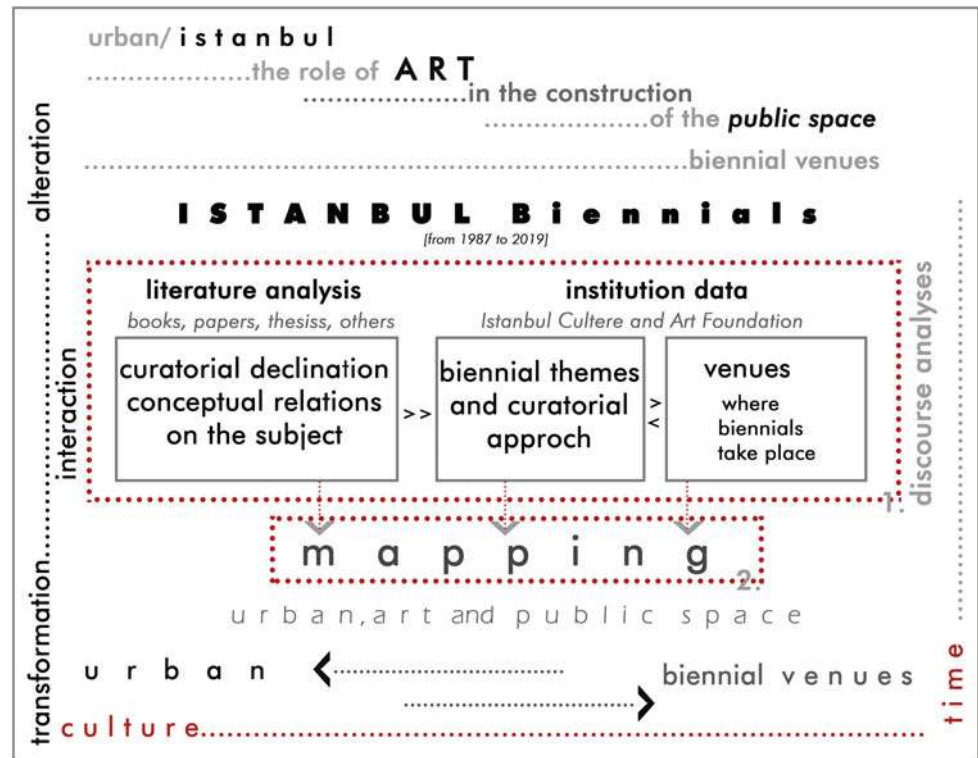 urban/ istanbul
....................the role of ART
....................in the construction
....................of the public space
....................biennial venues
ISTANBUL Biennials
[from 1987 to 2019]
literature analysis
books, papers, thesiss, others
curatorial declination
conceptual relations
on the subject
>>
institution data
Istanbul Cultere and Art Foundation
biennial themes
and curatorial
approch
>
<
venues
where
biennials
take place
1.
discourse analyses
mapping
2.
urban, art and public space
urban
biennial venues
transformation....................interaction....................alteration
culture....................
time